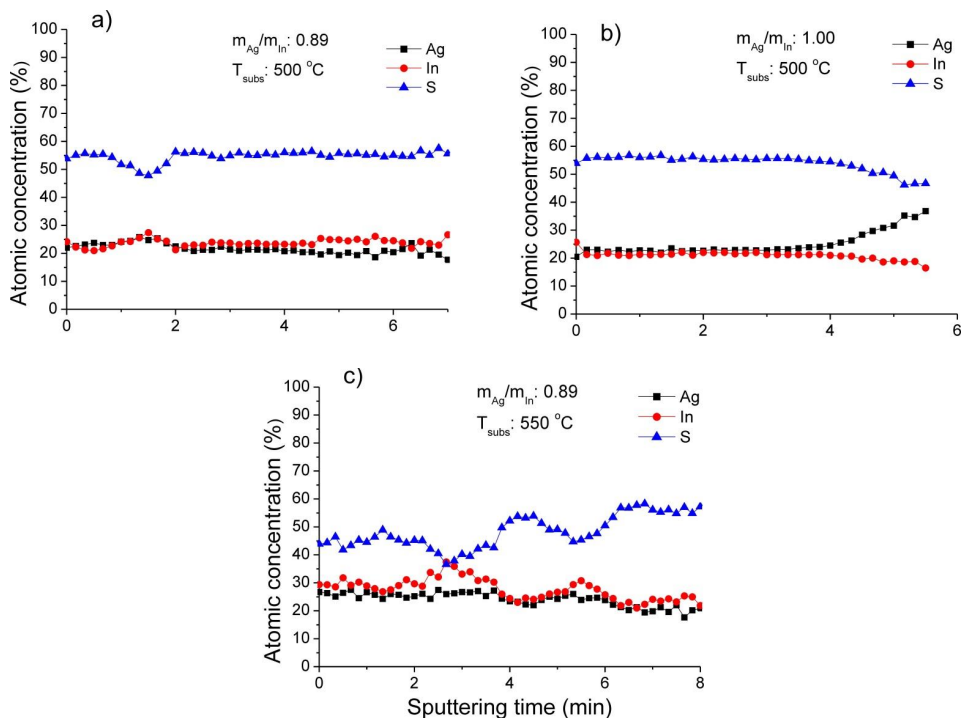 a)
m_Ag/m_In: 0.89
T_subs: 500 °C
Ag
In
S
Atomic concentration (%)
100
90
80
70
60
50
40
30
20
10
0
0 2 4 6
b)
m_Ag/m_In: 1.00
T_subs: 500 °C
Ag
In
S
Atomic concentration (%)
100
90
80
70
60
50
40
30
20
10
0
0 2 4 6
c)
m_Ag/m_In: 0.89
T_subs: 550 °C
Ag
In
S
Atomic concentration (%)
100
90
80
70
60
50
40
30
20
10
0
0 2 4 6 8
Sputtering time (min)